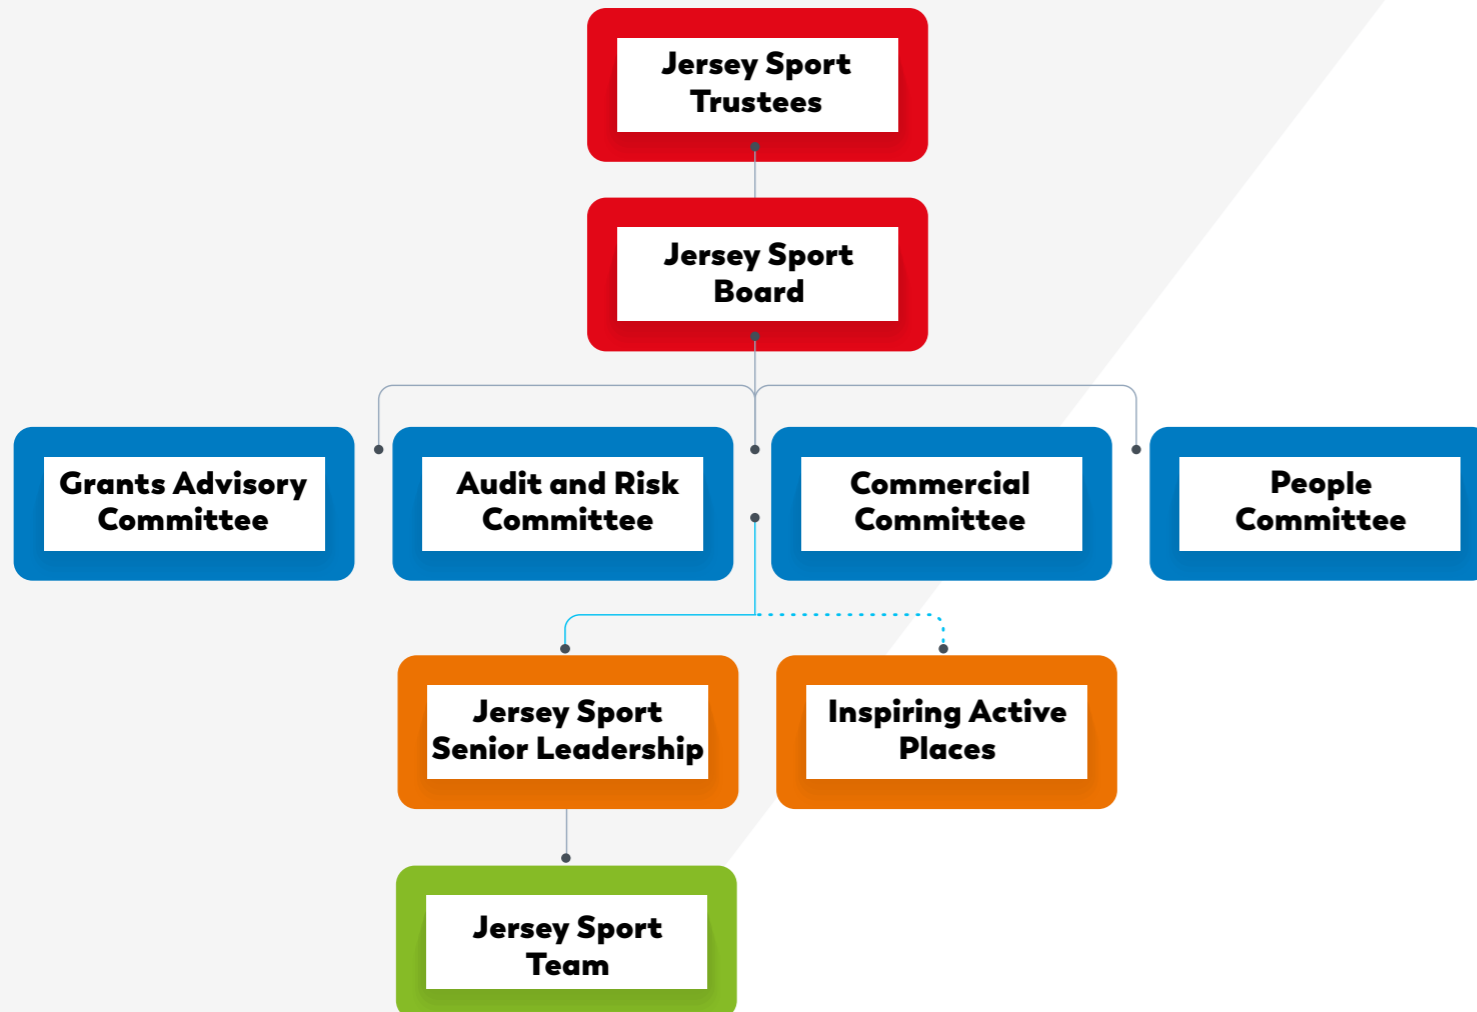 Jersey Sport
Trustees
Jersey Sport
Board
Grants Advisory
Committee
Audit and Risk
Committee
Commercial
Committee
People
Committee
Jersey Sport
Senior Leadership
Inspiring Active
Places
Jersey Sport
Team